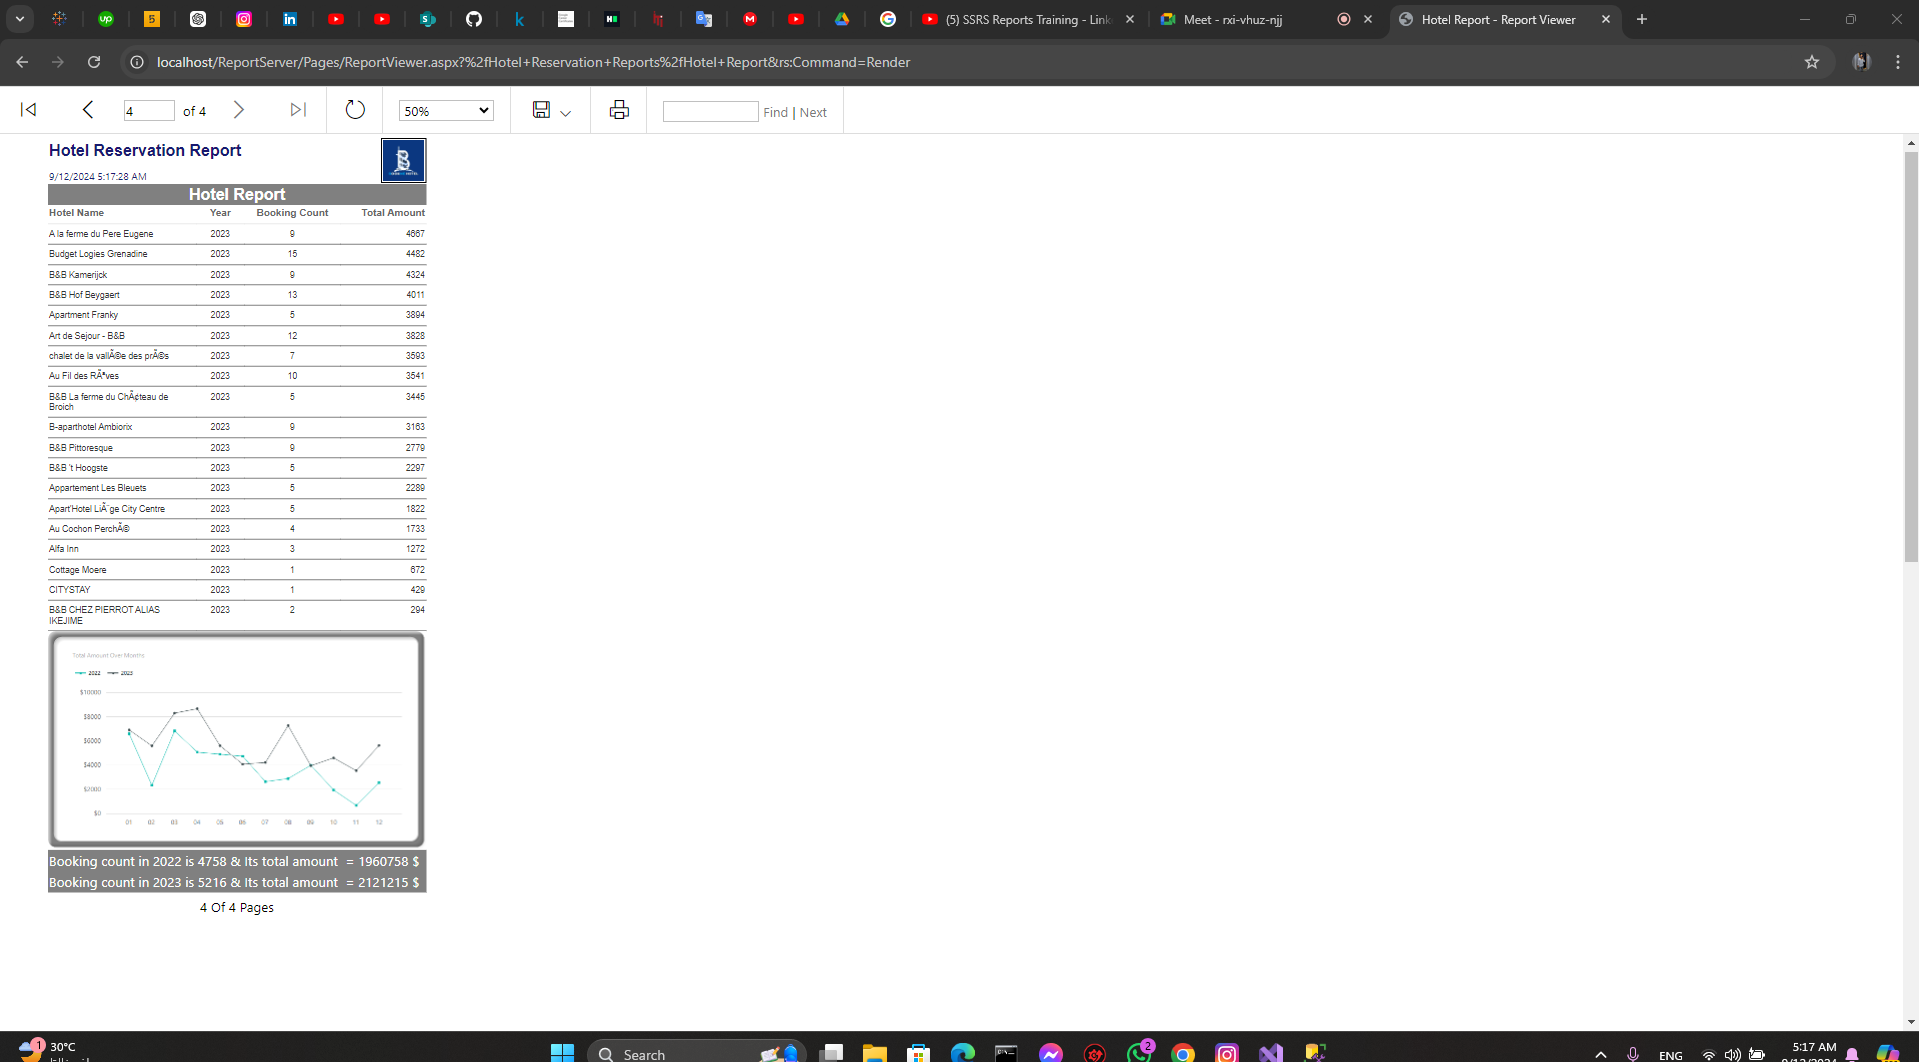 (5) SSRS Reports Training - Link
Meet - rxi-vhuz-njj
Hotel Report - Report Viewer
localhost/ReportServer/Pages/ReportViewer.aspx?%2fHotel+Reservation+Reports%2fHotel+Report&rs:Command=Render
4 of 4
50%
Find | Next
Hotel Reservation Report
9/12/2024 5:17:28 AM
Hotel Report
Hotel Name Year Booking Count Total Amount
A la ferme du Pere Eugene 2023 9 4667
Budget Logies Grenadine 2023 15 4482
B&B Kamerijck 2023 9 4324
B&B Hof Beygaert 2023 13 4011
Apartment Franky 2023 5 3894
Art de Sejour - B&B 2023 12 3828
chalet de la vallÃ©e des prÃ©s 2023 7 3593
Au Fil des RÃªves 2023 10 3541
B&B La ferme du ChÃ¢teau de 2023 5 3445
Broich
B-aparthotel Ambiorix 2023 9 3163
B&B Pittoresque 2023 9 2779
B&B 't Hoogste 2023 5 2297
Appartement Les Bleuets 2023 5 2289
Apart'Hotel LiÃ¨ge City Centre 2023 5 1822
Au Cochon PerchÃ© 2023 4 1733
Alfa Inn 2023 3 1272
Cottage Moere 2023 1 672
CITYSTAY 2023 1 429
B&B CHEZ PIERROT ALIAS 2023 2 294
IKEJIME
Total Amount Over Months
2022 2023
$10000
$8000
$6000
$4000
$2000
$0
01 02 03 04 05 06 07 08 09 10 11 12
Booking count in 2022 is 4758 & Its total amount = 1960758 $
Booking count in 2023 is 5216 & Its total amount = 2121215 $
4 Of 4 Pages
1
30°C
Search
2
ENG
5:17 AM